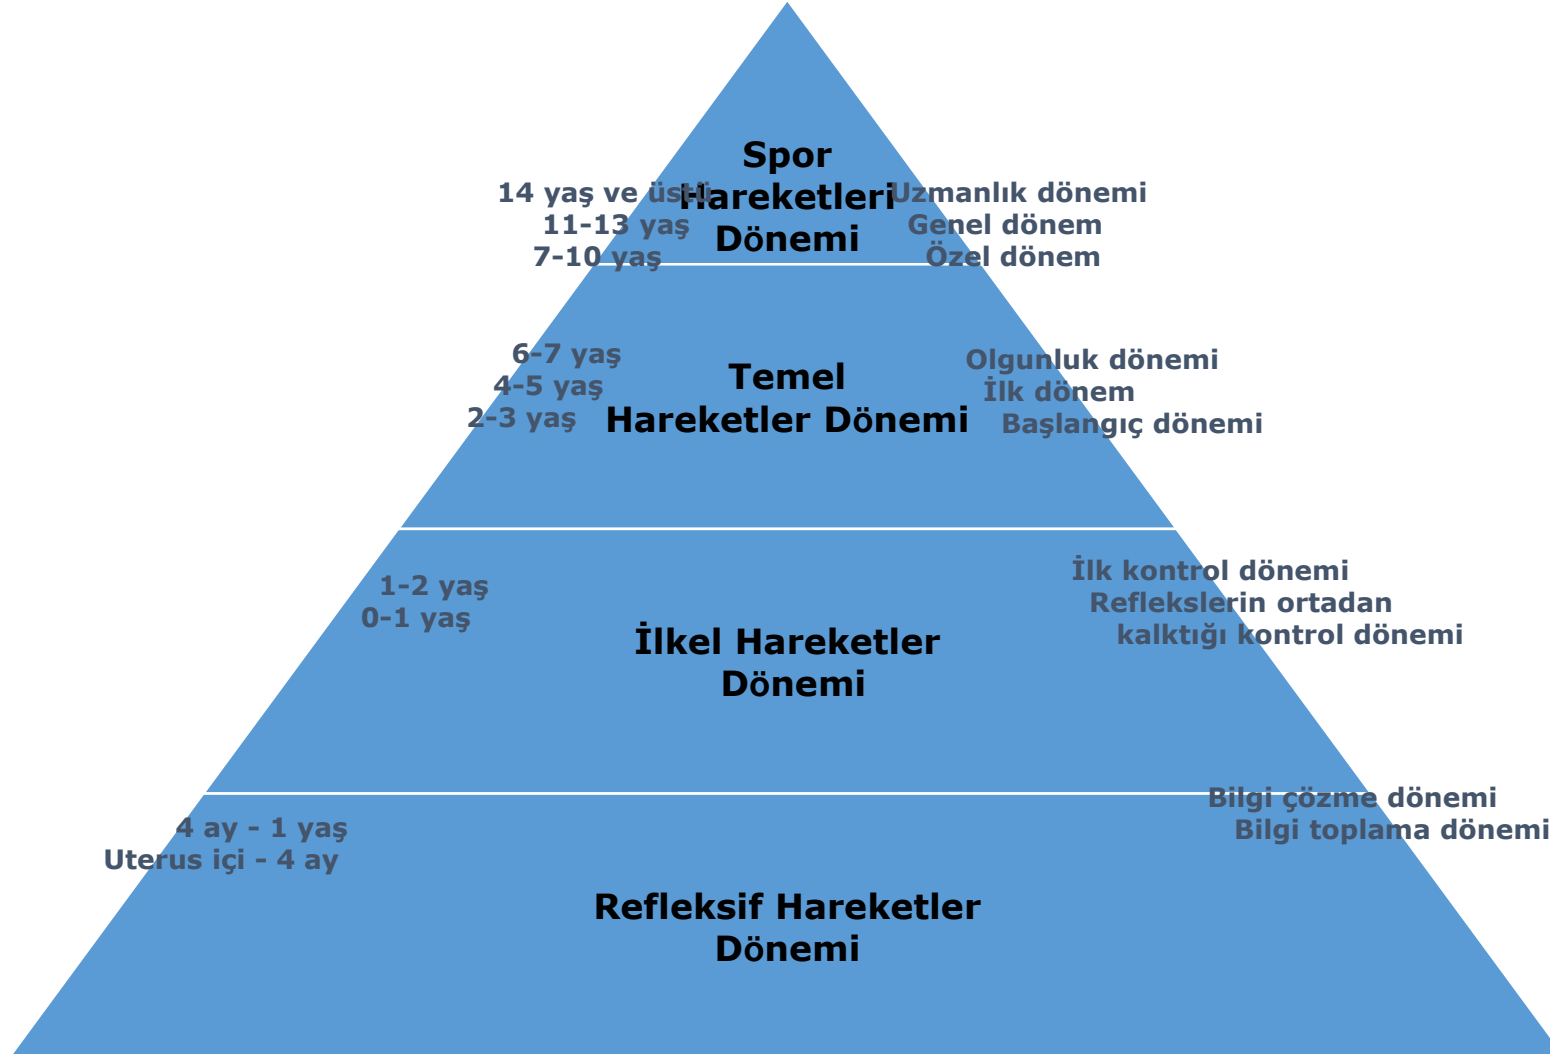 Spor
Hareketleri
Dönemi
14 yaş ve üstü
11-13 yaş
7-10 yaş
Uzmanlık dönemi
Genel dönem
Özel dönem
6-7 yaş
4-5 yaş
2-3 yaş
Temel
Hareketler Dönemi
Olgunluk dönemi
İlk dönem
Başlangıç dönemi
1-2 yaş
0-1 yaş
İlkel Hareketler
Dönemi
İlk kontrol dönemi
Reflekslerin ortadan
kalktığı kontrol dönemi
4 ay - 1 yaş
Uterus içi - 4 ay
Refleksif Hareketler
Dönemi
Bilgi çözme dönemi
Bilgi toplama dönemi